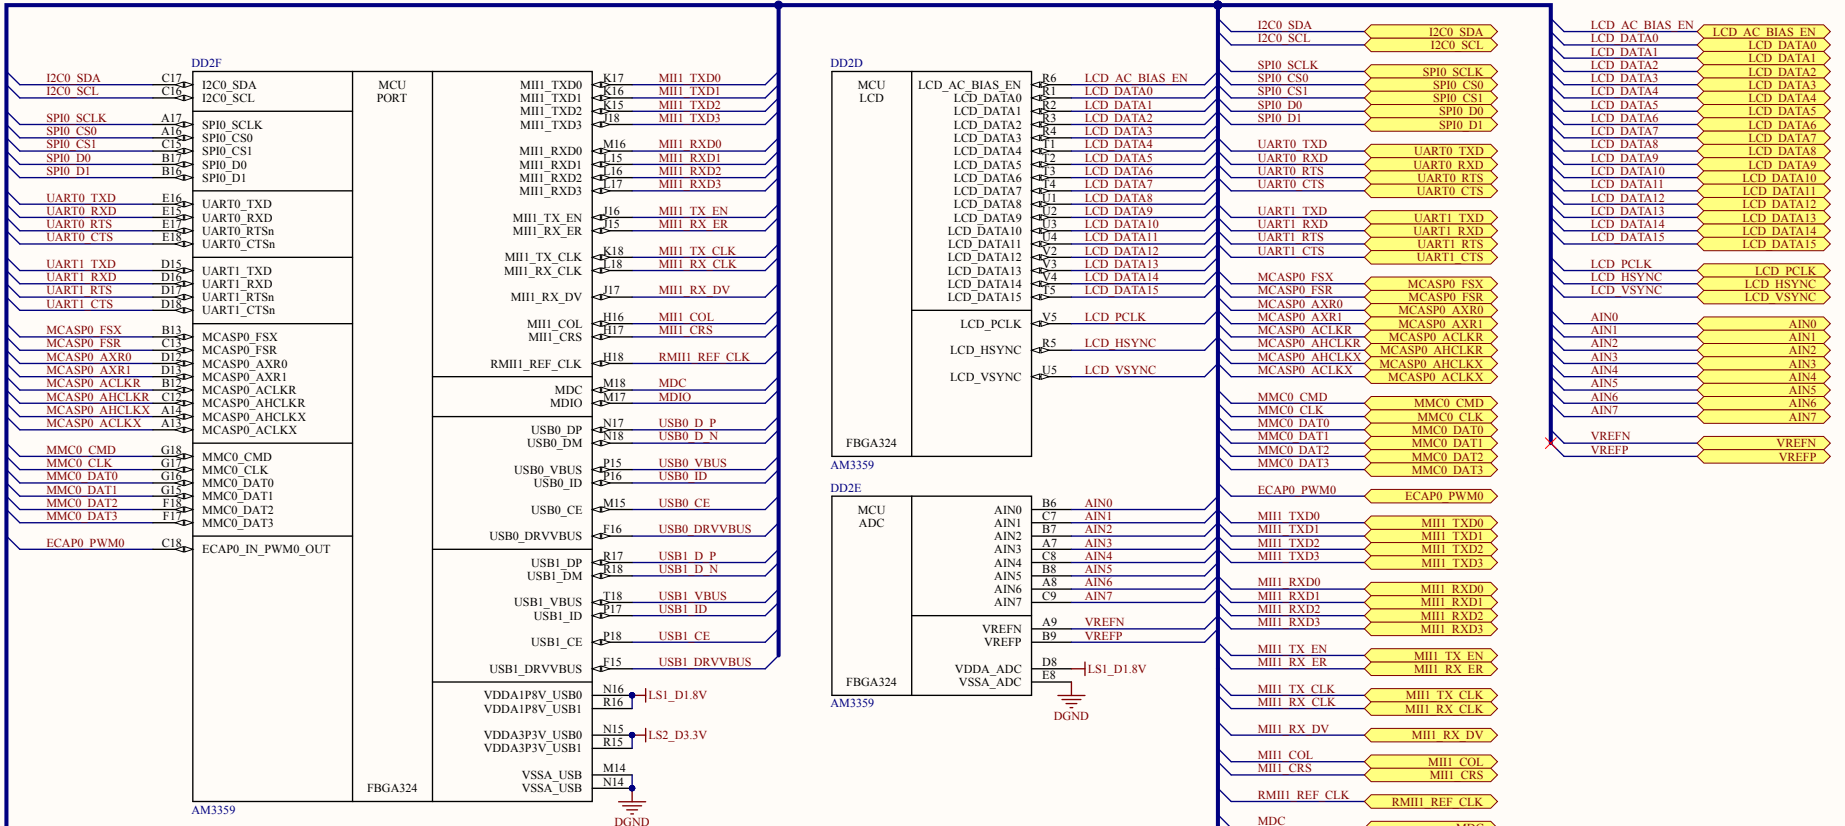 DD2F
MCU
PORT
I2C0_SDA C17 I2C0_SDA
I2C0_SCL C16 I2C0_SCL
SPI0_SCLK A17 SPI0_SCLK
SPI0_CS0 A16 SPI0_CS0
SPI0_CS1 C15 SPI0_CS1
SPI0_D0 B17 SPI0_D0
SPI0_D1 B16 SPI0_D1
UART0_TXD E16 UART0_TXD
UART0_RXD E15 UART0_RXD
UART0_RTS E17 UART0_RTSn
UART0_CTS E18 UART0_CTSn
UART1_TXD D15 UART1_TXD
UART1_RXD D16 UART1_RXD
UART1_RTS D17 UART1_RTSn
UART1_CTS D18 UART1_CTSn
MCASP0_FSX B13 MCASP0_FSX
MCASP0_FSR C13 MCASP0_FSR
MCASP0_AXR0 D12 MCASP0_AXR0
MCASP0_AXR1 D13 MCASP0_AXR1
MCASP0_ACLKR B12 MCASP0_ACLKR
MCASP0_AHCLKR C12 MCASP0_AHCLKR
MCASP0_AHCLKX A14 MCASP0_AHCLKX
MCASP0_ACLKX A13 MCASP0_ACLKX
MMC0_CMD G18 MMC0_CMD
MMC0_CLK G17 MMC0_CLK
MMC0_DAT0 G16 MMC0_DAT0
MMC0_DAT1 G15 MMC0_DAT1
MMC0_DAT2 F18 MMC0_DAT2
MMC0_DAT3 F17 MMC0_DAT3
ECAP0_PWM0 C18 ECAP0_IN_PWM0_OUT
MII1_TXD0 K17 MII1_TXD0
MII1_TXD1 K16 MII1_TXD1
MII1_TXD2 K15 MII1_TXD2
MII1_TXD3 J18 MII1_TXD3
MII1_RXD0 M16 MII1_RXD0
MII1_RXD1 L15 MII1_RXD1
MII1_RXD2 L16 MII1_RXD2
MII1_RXD3 L17 MII1_RXD3
MII1_TX_EN J16 MII1_TX_EN
MII1_RX_ER J15 MII1_RX_ER
MII1_TX_CLK K18 MII1_TX_CLK
MII1_RX_CLK L18 MII1_RX_CLK
MII1_RX_DV J17 MII1_RX_DV
MII1_COL H16 MII1_COL
MII1_CRS H17 MII1_CRS
RMII1_REF_CLK H18 RMII1_REF_CLK
MDC M18 MDC
MDIO M17 MDIO
USB0_DP N17 USB0_D_P
USB0_DM N18 USB0_D_N
USB0_VBUS P15 USB0_VBUS
USB0_ID P16 USB0_ID
USB0_CE M15 USB0_CE
USB0_DRVVBUS F16 USB0_DRVVBUS
USB1_DP R17 USB1_D_P
USB1_DM R18 USB1_D_N
USB1_VBUS T18 USB1_VBUS
USB1_ID P17 USB1_ID
USB1_CE P18 USB1_CE
USB1_DRVVBUS F15 USB1_DRVVBUS
VDDA1P8V_USB0 N16 LS1_D1.8V
VDDA1P8V_USB1 R16
VDDA3P3V_USB0 N15 LS2_D3.3V
VDDA3P3V_USB1 R15
VSSA_USB M14
VSSA_USB N14
FBGA324
AM3359
DGND
DD2D
MCU
LCD
LCD_AC_BIAS_EN R6 LCD_AC_BIAS_EN
LCD_DATA0 R1 LCD_DATA0
LCD_DATA1 R2 LCD_DATA1
LCD_DATA2 R3 LCD_DATA2
LCD_DATA3 R4 LCD_DATA3
LCD_DATA4 T1 LCD_DATA4
LCD_DATA5 T2 LCD_DATA5
LCD_DATA6 T3 LCD_DATA6
LCD_DATA7 T4 LCD_DATA7
LCD_DATA8 U1 LCD_DATA8
LCD_DATA9 U2 LCD_DATA9
LCD_DATA10 U3 LCD_DATA10
LCD_DATA11 U4 LCD_DATA11
LCD_DATA12 V2 LCD_DATA12
LCD_DATA13 V3 LCD_DATA13
LCD_DATA14 V4 LCD_DATA14
LCD_DATA15 T5 LCD_DATA15
LCD_PCLK V5 LCD_PCLK
LCD_HSYNC R5 LCD_HSYNC
LCD_VSYNC U5 LCD_VSYNC
FBGA324
AM3359
DD2E
MCU
ADC
AIN0 B6 AIN0
AIN1 C7 AIN1
AIN2 B7 AIN2
AIN3 A7 AIN3
AIN4 C8 AIN4
AIN5 B8 AIN5
AIN6 A8 AIN6
AIN7 C9 AIN7
VREFN A9 VREFN
VREFP B9 VREFP
VDDA_ADC D8 LS1_D1.8V
VSSA_ADC E8
FBGA324
AM3359
DGND
I2C0_SDA I2C0_SDA
I2C0_SCL I2C0_SCL
SPI0_SCLK SPI0_SCLK
SPI0_CS0 SPI0_CS0
SPI0_CS1 SPI0_CS1
SPI0_D0 SPI0_D0
SPI0_D1 SPI0_D1
UART0_TXD UART0_TXD
UART0_RXD UART0_RXD
UART0_RTS UART0_RTS
UART0_CTS UART0_CTS
UART1_TXD UART1_TXD
UART1_RXD UART1_RXD
UART1_RTS UART1_RTS
UART1_CTS UART1_CTS
MCASP0_FSX MCASP0_FSX
MCASP0_FSR MCASP0_FSR
MCASP0_AXR0 MCASP0_AXR0
MCASP0_AXR1 MCASP0_AXR1
MCASP0_ACLKR MCASP0_ACLKR
MCASP0_AHCLKR MCASP0_AHCLKR
MCASP0_AHCLKX MCASP0_AHCLKX
MCASP0_ACLKX MCASP0_ACLKX
MMC0_CMD MMC0_CMD
MMC0_CLK MMC0_CLK
MMC0_DAT0 MMC0_DAT0
MMC0_DAT1 MMC0_DAT1
MMC0_DAT2 MMC0_DAT2
MMC0_DAT3 MMC0_DAT3
ECAP0_PWM0 ECAP0_PWM0
MII1_TXD0 MII1_TXD0
MII1_TXD1 MII1_TXD1
MII1_TXD2 MII1_TXD2
MII1_TXD3 MII1_TXD3
MII1_RXD0 MII1_RXD0
MII1_RXD1 MII1_RXD1
MII1_RXD2 MII1_RXD2
MII1_RXD3 MII1_RXD3
MII1_TX_EN MII1_TX_EN
MII1_RX_ER MII1_RX_ER
MII1_TX_CLK MII1_TX_CLK
MII1_RX_CLK MII1_RX_CLK
MII1_RX_DV MII1_RX_DV
MII1_COL MII1_COL
MII1_CRS MII1_CRS
RMII1_REF_CLK RMII1_REF_CLK
MDC MDC
LCD_AC_BIAS_EN LCD_AC_BIAS_EN
LCD_DATA0 LCD_DATA0
LCD_DATA1 LCD_DATA1
LCD_DATA2 LCD_DATA2
LCD_DATA3 LCD_DATA3
LCD_DATA4 LCD_DATA4
LCD_DATA5 LCD_DATA5
LCD_DATA6 LCD_DATA6
LCD_DATA7 LCD_DATA7
LCD_DATA8 LCD_DATA8
LCD_DATA9 LCD_DATA9
LCD_DATA10 LCD_DATA10
LCD_DATA11 LCD_DATA11
LCD_DATA12 LCD_DATA12
LCD_DATA13 LCD_DATA13
LCD_DATA14 LCD_DATA14
LCD_DATA15 LCD_DATA15
LCD_PCLK LCD_PCLK
LCD_HSYNC LCD_HSYNC
LCD_VSYNC LCD_VSYNC
AIN0 AIN0
AIN1 AIN1
AIN2 AIN2
AIN3 AIN3
AIN4 AIN4
AIN5 AIN5
AIN6 AIN6
AIN7 AIN7
VREFN VREFN
VREFP VREFP